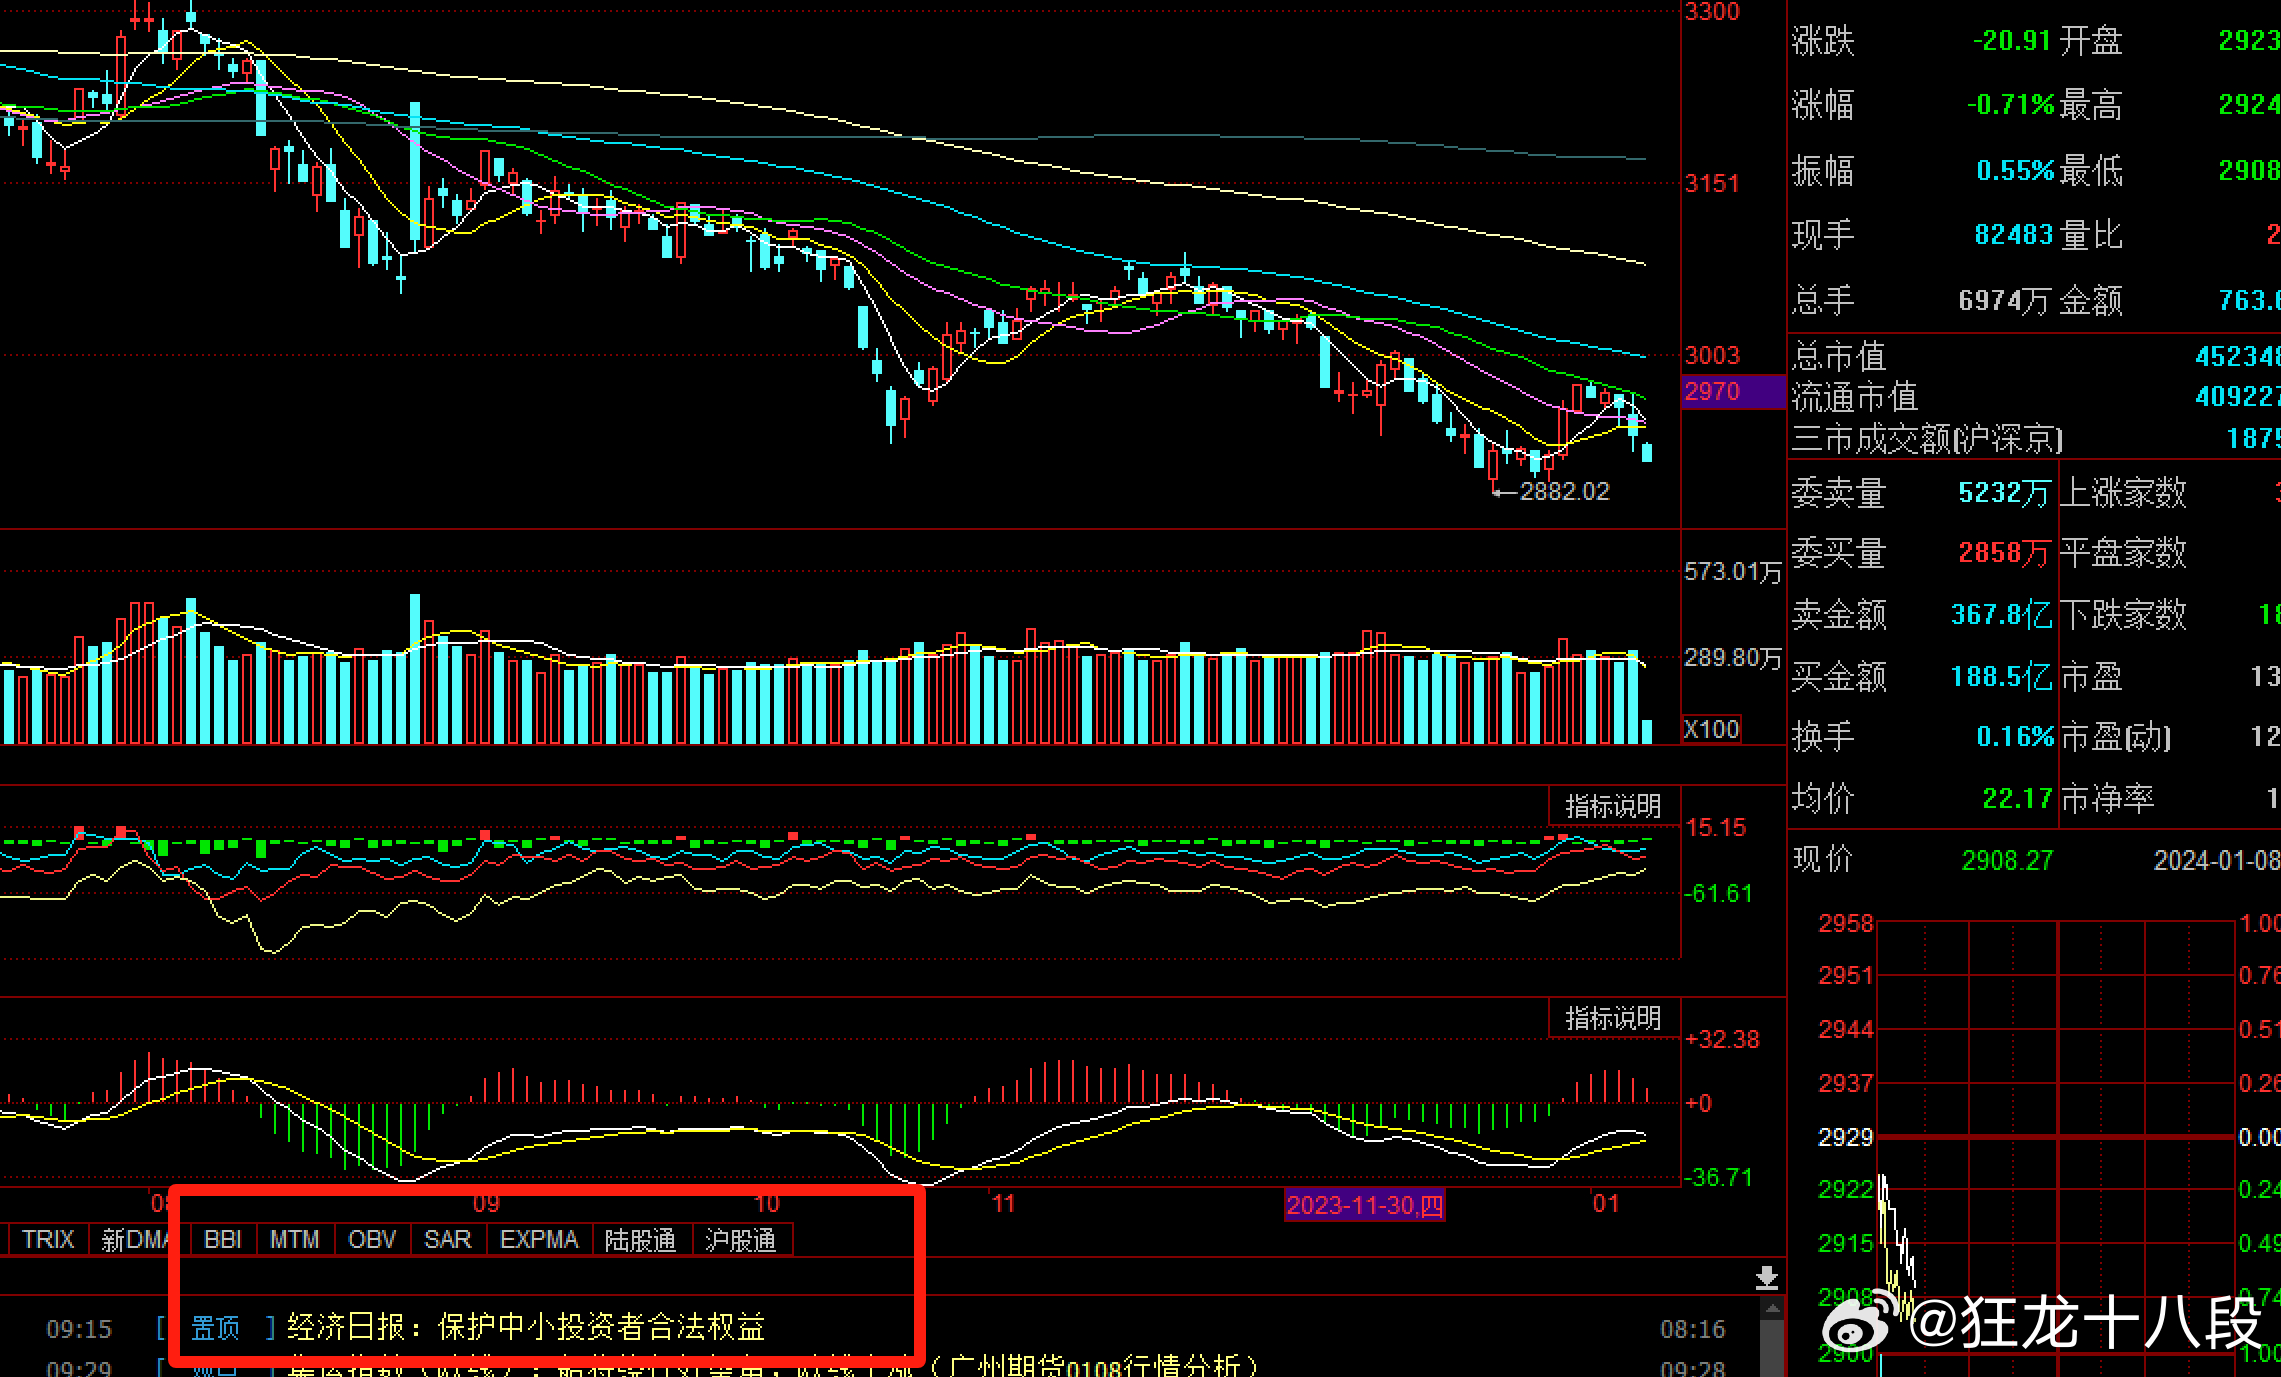 3300
3151
3003
2970
←2882.02
573.01万
289.80万
X100
指标说明
15.15
-61.61
指标说明
+32.38
+0
-36.71
09
10
11
2023-11-30,四
01
TRIX 新DMA BBI MTM OBV SAR EXPMA 陆股通 沪股通
09:15 [ 置顶 ] 经济日报：保护中小投资者合法权益 08:16
09:29 （广州期货0108行情分析） 09:28
涨跌 -20.91 开盘 2923
涨幅 -0.71% 最高 2924
振幅 0.55% 最低 2908
现手 82483 量比 2
总手 6974万 金额 763.6
总市值 452348
流通市值 409227
三市成交额(沪深京) 1875
委卖量 5232万 上涨家数
委买量 2858万 平盘家数
卖金额 367.8亿 下跌家数 18
买金额 188.5亿 市盈 13
换手 0.16% 市盈(动) 12
均价 22.17 市净率 1
现价 2908.27 2024-01-08
2958 1.00
2951 0.76
2944 0.51
2937 0.26
2929 0.00
2922 0.24
2915 0.49
2908 0.74
2900 1.00
@狂龙十八段